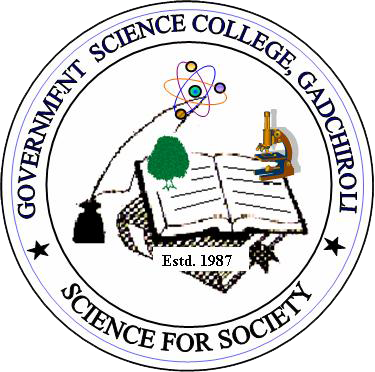 GOVERNMENT SCIENCE COLLEGE, GADCHIROLI
Estd. 1987
SCIENCE FOR SOCIETY